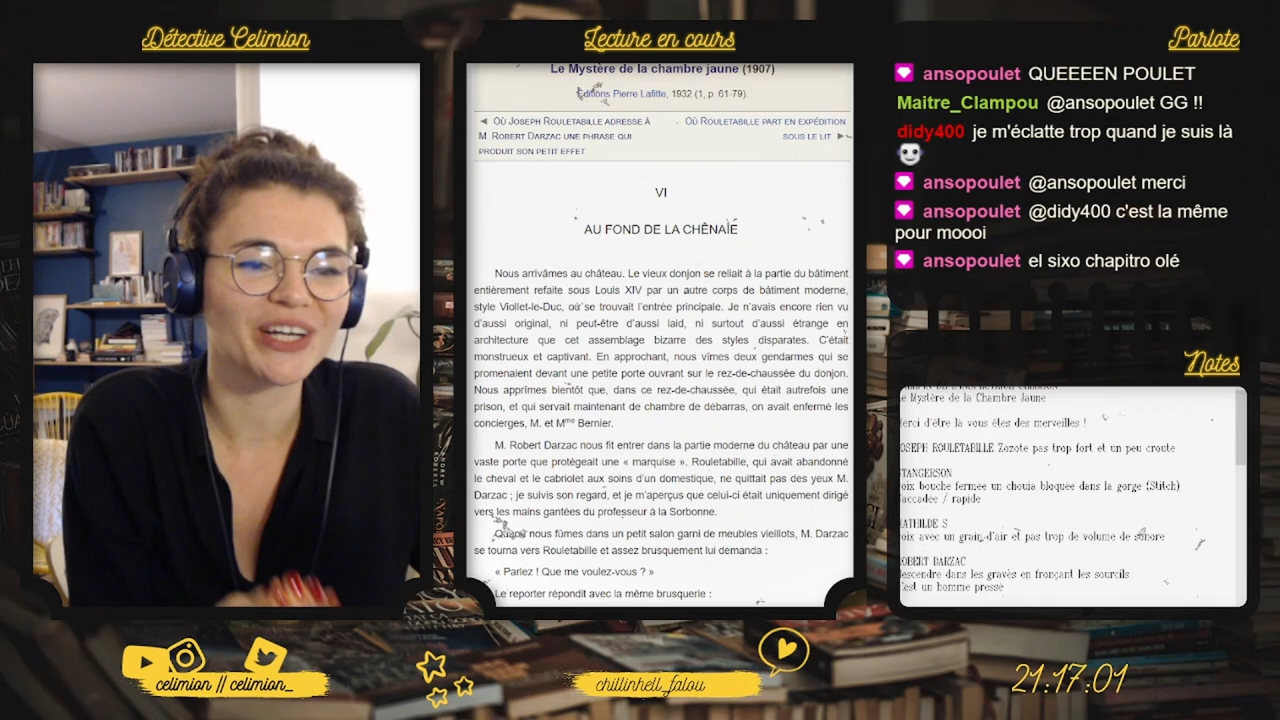 Détective Celimion
Lecture en cours
Le Mystère de la chambre jaune (1907)
Éditions Pierre Lafitte, 1932 (1, p. 61-79).
◄ Où Joseph Rouletabille adresse à
M. Robert Darzac une phrase qui
produit son petit effet
Où Rouletabille part en expédition
sous le lit ►
VI
AU FOND DE LA CHÊNAIE
Nous arrivâmes au château. Le vieux donjon se reliait à la partie du bâtiment
entièrement refaite sous Louis XIV par un autre corps de bâtiment moderne,
style Viollet-le-Duc, où se trouvait l'entrée principale. Je n'avais encore rien vu
d'aussi original, ni peut-être d'aussi laid, ni surtout d'aussi étrange en
architecture que cet assemblage bizarre des styles disparates. C'était
monstrueux et captivant. En approchant, nous vîmes deux gendarmes qui se
promenaient devant une petite porte ouvrant sur le rez-de-chaussée du donjon.
Nous apprîmes bientôt que, dans ce rez-de-chaussée, qui était autrefois une
prison, et qui servait maintenant de chambre de débarras, on avait enfermé les
concierges, M. et Mme Bernier.
M. Robert Darzac nous fit entrer dans la partie moderne du château par une
vaste porte que protégeait une « marquise ». Rouletabille, qui avait abandonné
le cheval et le cabriolet aux soins d'un domestique, ne quittait pas des yeux M.
Darzac ; je suivis son regard, et je m'aperçus que celui-ci était uniquement dirigé
vers les mains gantées du professeur à la Sorbonne.
Quand nous fûmes dans un petit salon garni de meubles vieillots, M. Darzac
se tourna vers Rouletabille et assez brusquement lui demanda :
« Parlez ! Que me voulez-vous ? »
Le reporter répondit avec la même brusquerie :
Parlote
ansopoulet QUEEEEN POULET
Maitre_Clampou @ansopoulet GG !!
didy400 je m'éclatte trop quand je suis là
ansopoulet @ansopoulet merci
ansopoulet @didy400 c'est la même
pour moooi
ansopoulet el sixo chapitro olé
Notes
Le Mystère de la Chambre Jaune
Merci d'être là vous êtes des merveilles !
JOSEPH ROULETABILLE Zozote pas trop fort et un peu croute
STANGERSON
voix bouche fermée un chouia bloquée dans la gorge (Stitch)
saccadée / rapide
MATHILDE S
voix avec un grain d'air et pas trop de volume de sonore
ROBERT DARZAC
descendre dans les graves en fronçant les sourcils
c'est un homme pressé
celimion // celimion_
chillinhell_falou
21:17:01